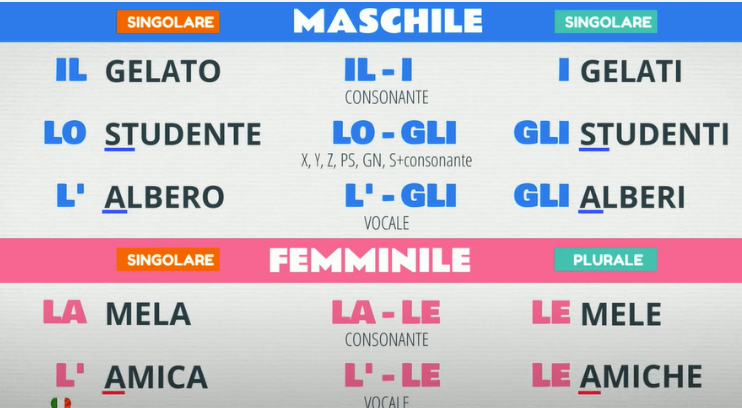 SINGOLARE MASCHILE SINGOLARE
IL GELATO IL - I I GELATI
CONSONANTE
LO STUDENTE LO - GLI GLI STUDENTI
X, Y, Z, PS, GN, S+consonante
L' ALBERO L' - GLI GLI ALBERI
VOCALE
SINGOLARE FEMMINILE PLURALE
LA MELA LA - LE LE MELE
CONSONANTE
L' AMICA L' - LE LE AMICHE
VOCALE